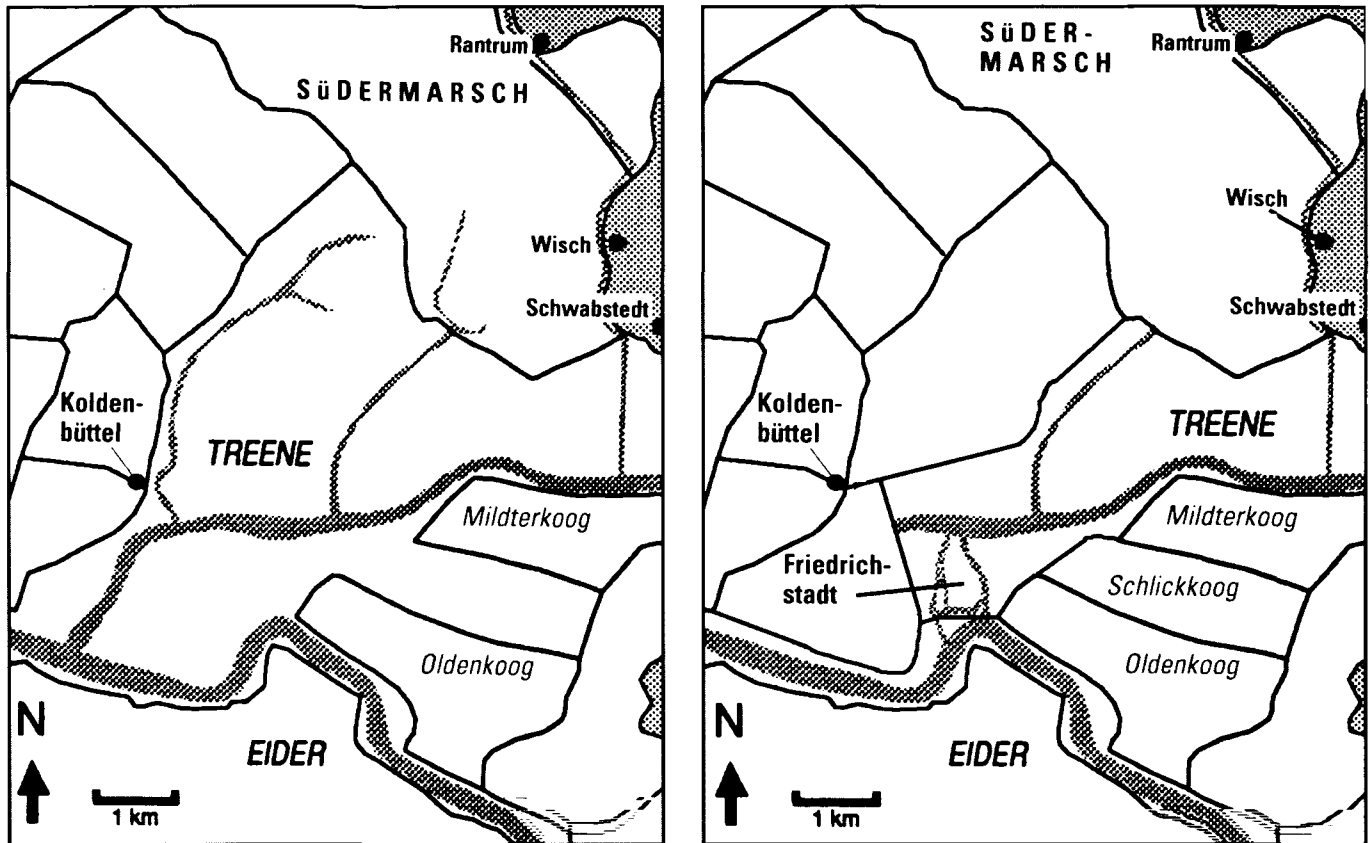 Rantrum
SüDERMARSCH
Wisch
Schwabstedt
Kolden-
büttel
TREENE
Mildterkoog
Oldenkoog
N
EIDER
1 km
SüDER-
MARSCH
Rantrum
Wisch
Schwabstedt
Kolden-
büttel
TREENE
Mildterkoog
Friedrich-
stadt
Schlickkoog
Oldenkoog
N
EIDER
1 km